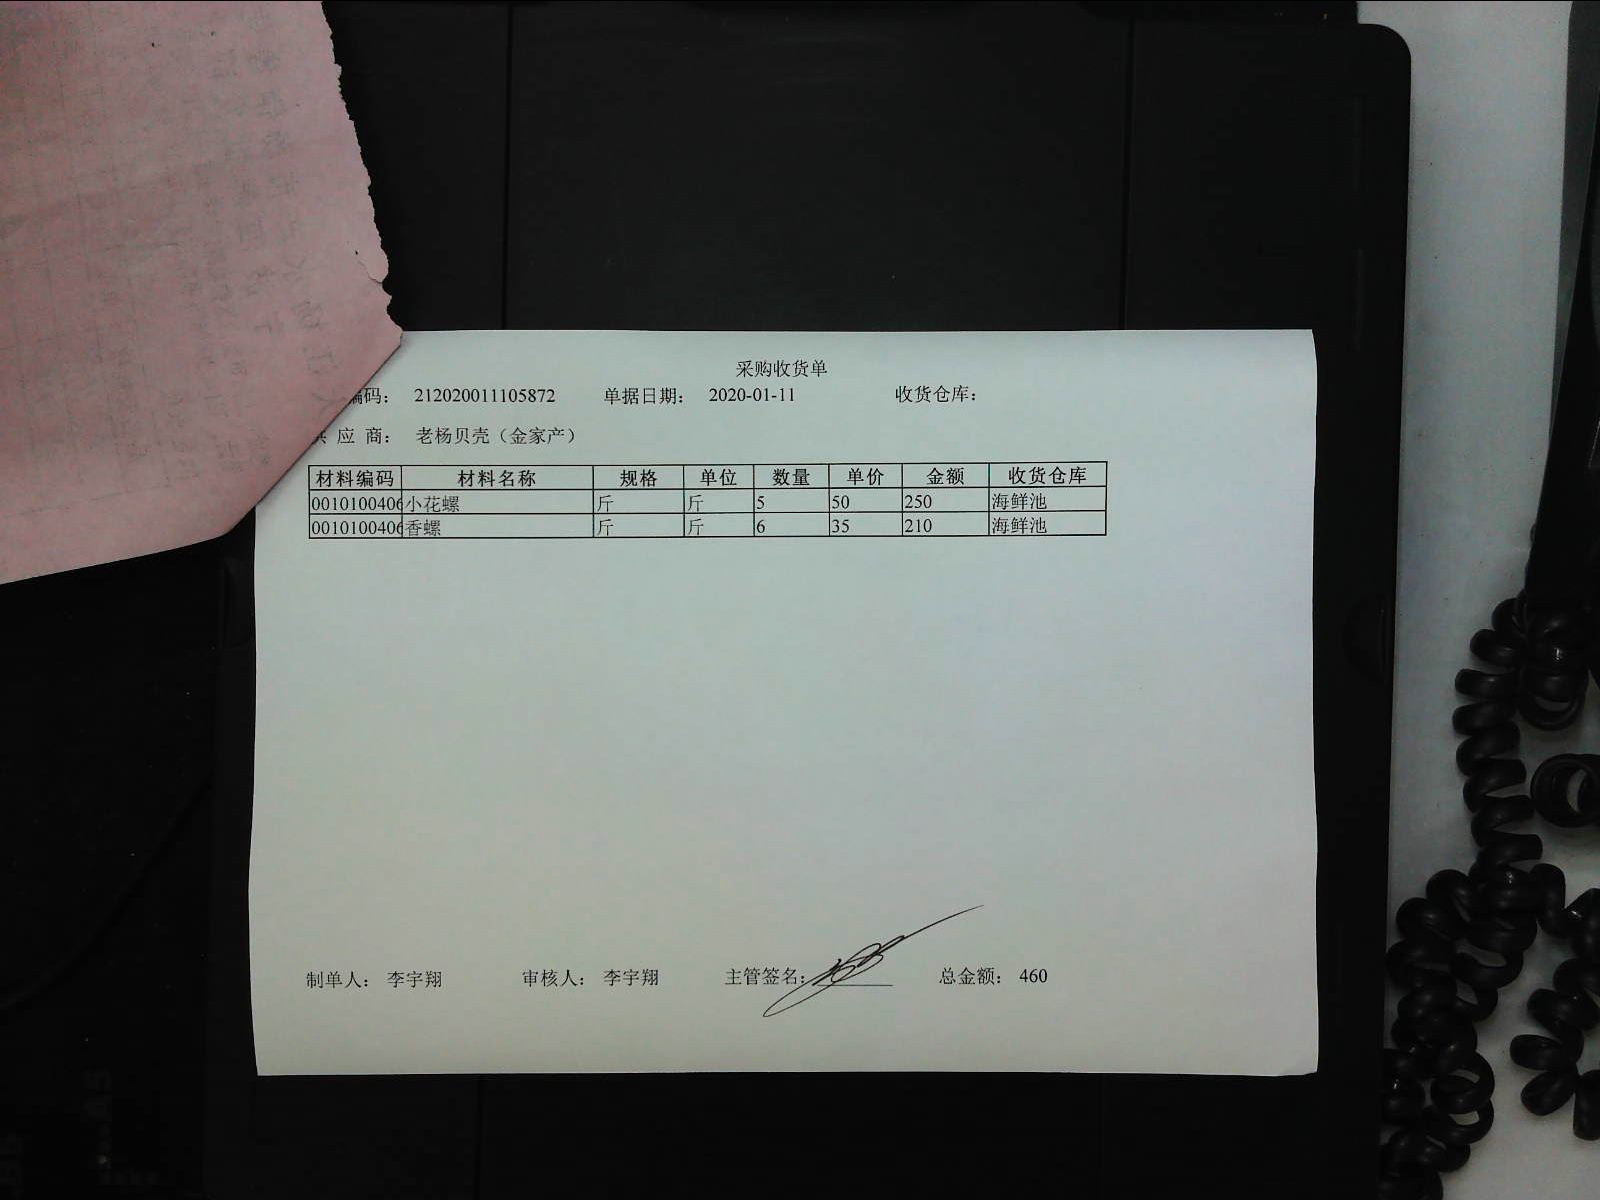 采购收货单
编码： 212020011105872 单据日期： 2020-01-11 收货仓库：
供 应 商： 老杨贝壳（金家产）
材料编码 材料名称 规格 单位 数量 单价 金额 收货仓库
0010100406 小花螺 斤 斤 5 50 250 海鲜池
0010100406 香螺 斤 斤 6 35 210 海鲜池
制单人： 李宇翔 审核人： 李宇翔 主管签名： 总金额： 460